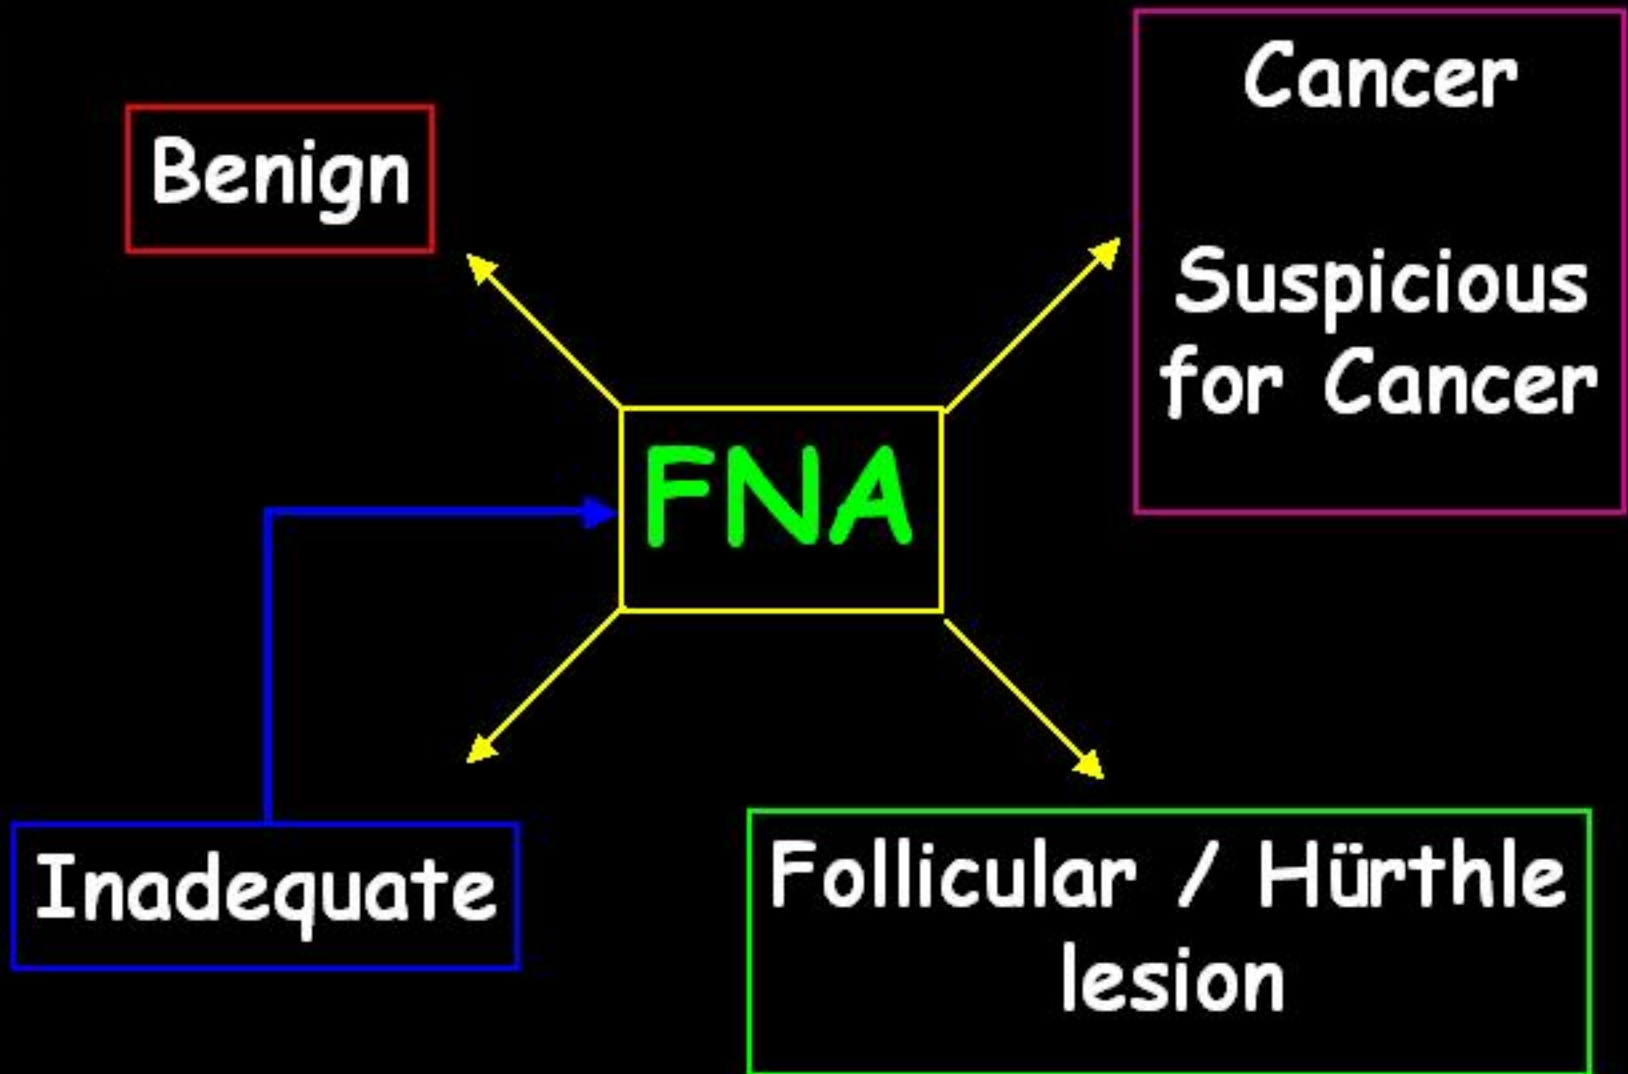 Benign
Cancer
Suspicious
for Cancer
FNA
Inadequate
Follicular / Hürthle
lesion